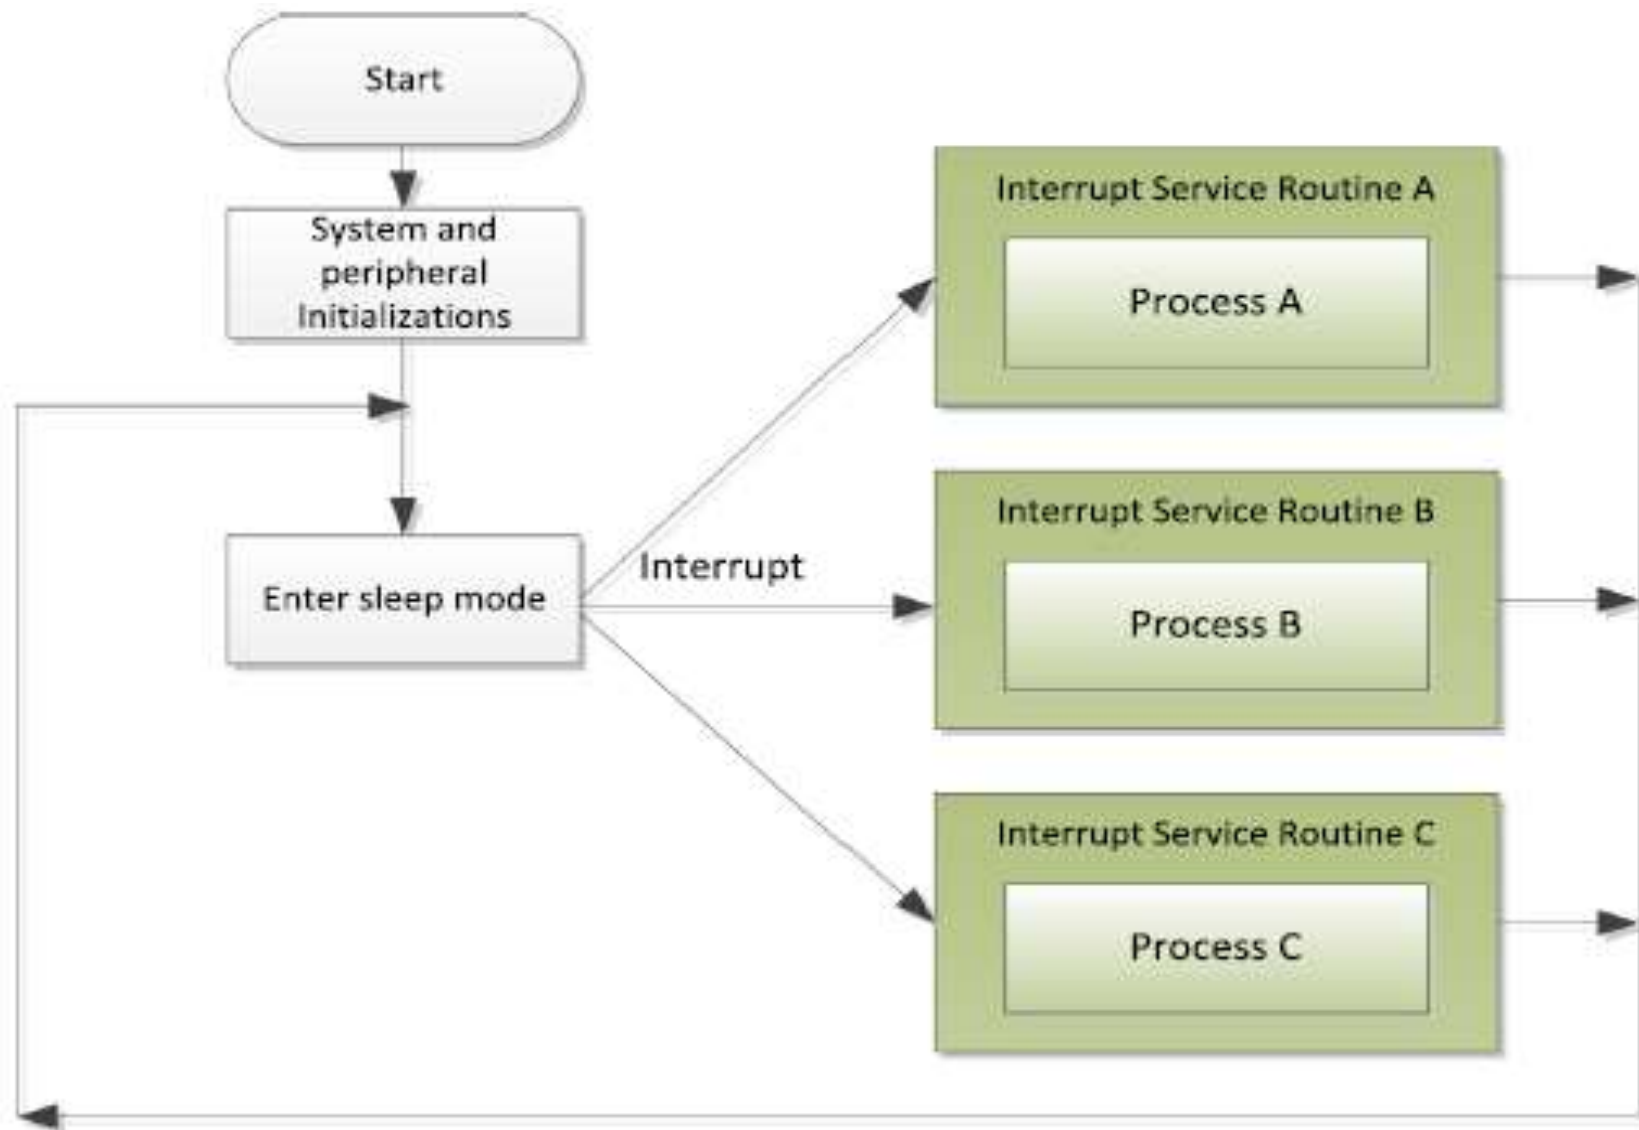 Start
System and
peripheral
Initializations
Enter sleep mode
Interrupt
Interrupt Service Routine A
Process A
Interrupt Service Routine B
Process B
Interrupt Service Routine C
Process C